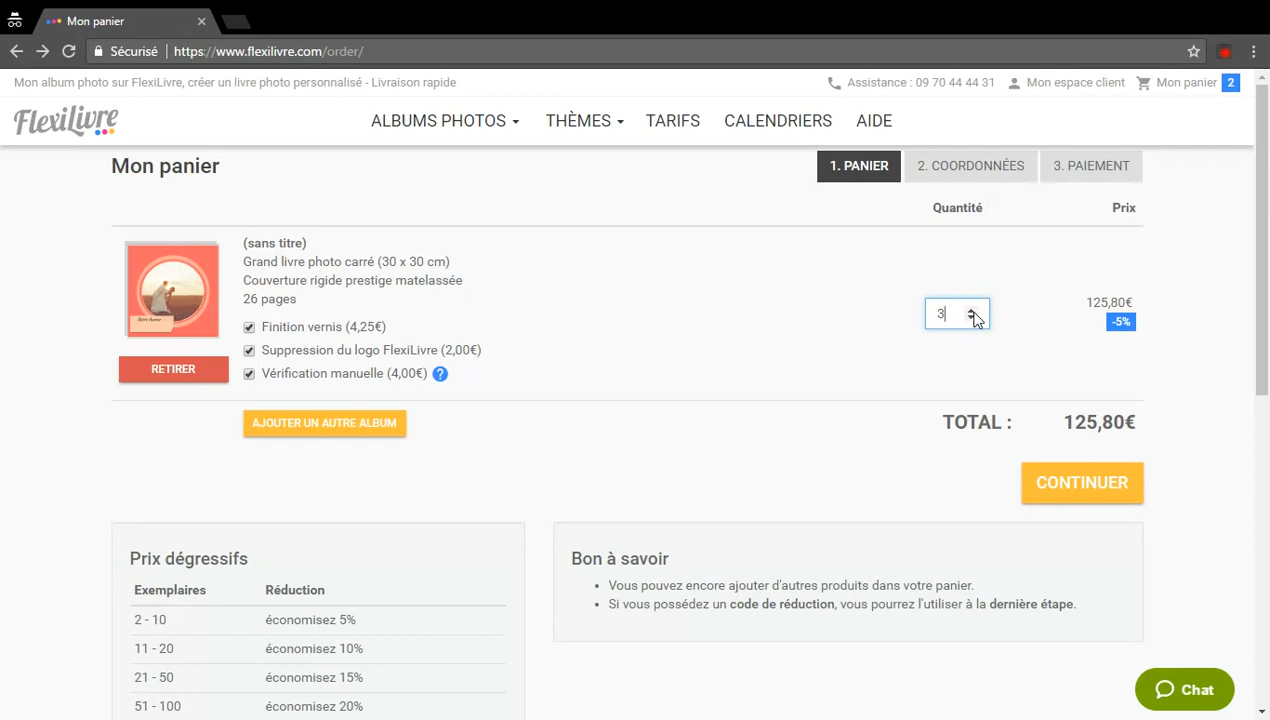 Mon panier
Sécurisé
https://www.flexilivre.com/order/
Mon album photo sur FlexiLivre, créer un livre photo personnalisé - Livraison rapide
Assistance : 09 70 44 44 31
Mon espace client
Mon panier 2
FlexiLivre
ALBUMS PHOTOS
THÈMES
TARIFS
CALENDRIERS
AIDE
Mon panier
1. PANIER
2. COORDONNÉES
3. PAIEMENT
Quantité
Prix
(sans titre)
Grand livre photo carré (30 x 30 cm)
Couverture rigide prestige matelassée
26 pages
Finition vernis (4,25€)
Suppression du logo FlexiLivre (2,00€)
Vérification manuelle (4,00€) ?
RETIRER
3
125,80€
-5%
AJOUTER UN AUTRE ALBUM
TOTAL :
125,80€
CONTINUER
Prix dégressifs
Exemplaires Réduction
2 - 10 économisez 5%
11 - 20 économisez 10%
21 - 50 économisez 15%
51 - 100 économisez 20%
Bon à savoir
Vous pouvez encore ajouter d'autres produits dans votre panier.
Si vous possédez un code de réduction, vous pourrez l'utiliser à la dernière étape.
Chat